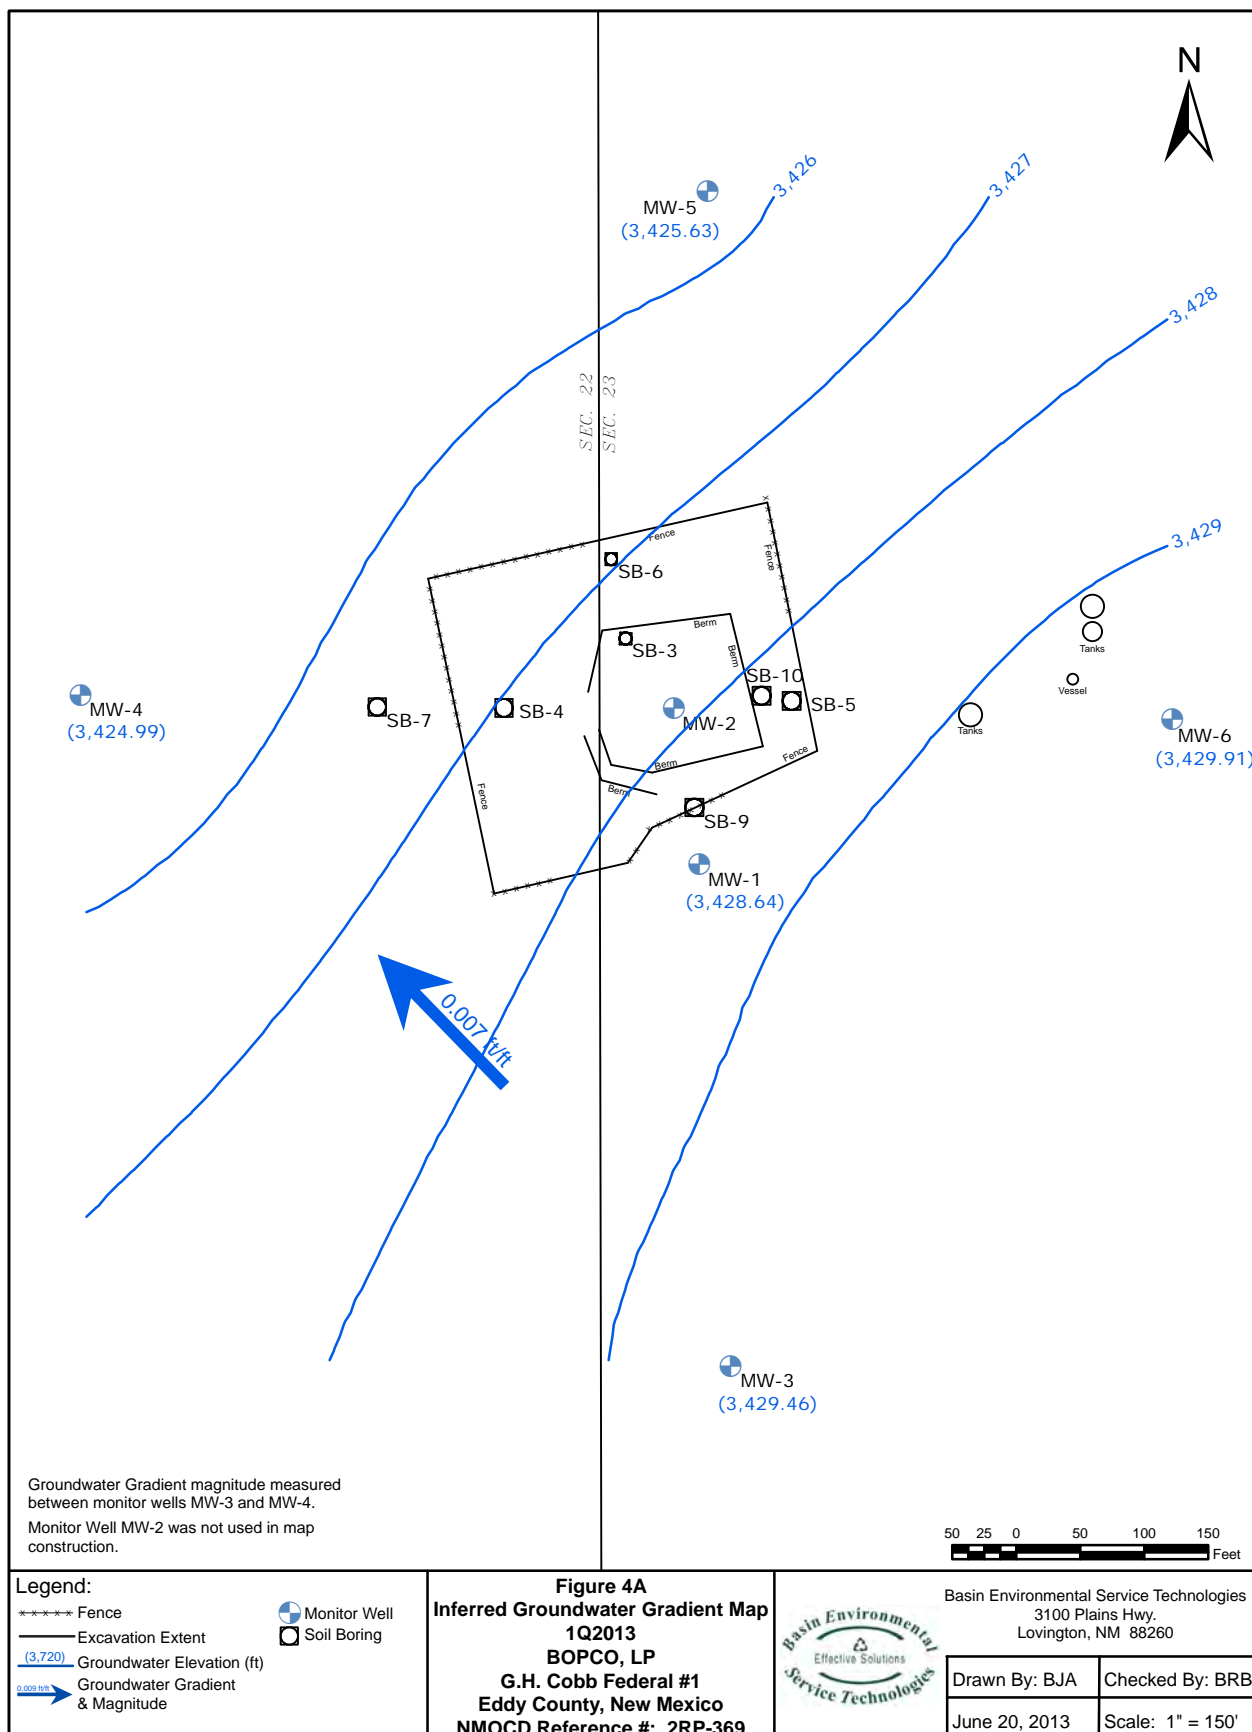 N
3,426
3,427
MW-5
(3,425.63)
3,428
SEC. 22
SEC. 23
3,429
Fence
Fence
SB-6
Berm
SB-3
Berm
Tanks
SB-10
Vessel
MW-4
(3,424.99)
SB-7
SB-4
MW-2
SB-5
Tanks
MW-6
(3,429.91)
Fence
Berm
Fence
Berm
SB-9
MW-1
(3,428.64)
0.007 ft/ft
MW-3
(3,429.46)
Groundwater Gradient magnitude measured
between monitor wells MW-3 and MW-4.
Monitor Well MW-2 was not used in map
construction.
50 25 0 50 100 150
Feet
Legend:
Fence
Excavation Extent
(3,720)
Groundwater Elevation (ft)
0.009 ft/ft
Groundwater Gradient
& Magnitude
Monitor Well
Soil Boring
Figure 4A
Inferred Groundwater Gradient Map
1Q2013
BOPCO, LP
G.H. Cobb Federal #1
Eddy County, New Mexico
NMOCD Reference #: 2RP-369
Basin Environmental
Effective Solutions
Service Technologies
Basin Environmental Service Technologies
3100 Plains Hwy.
Lovington, NM 88260
Drawn By: BJA
Checked By: BRB
June 20, 2013
Scale: 1" = 150'